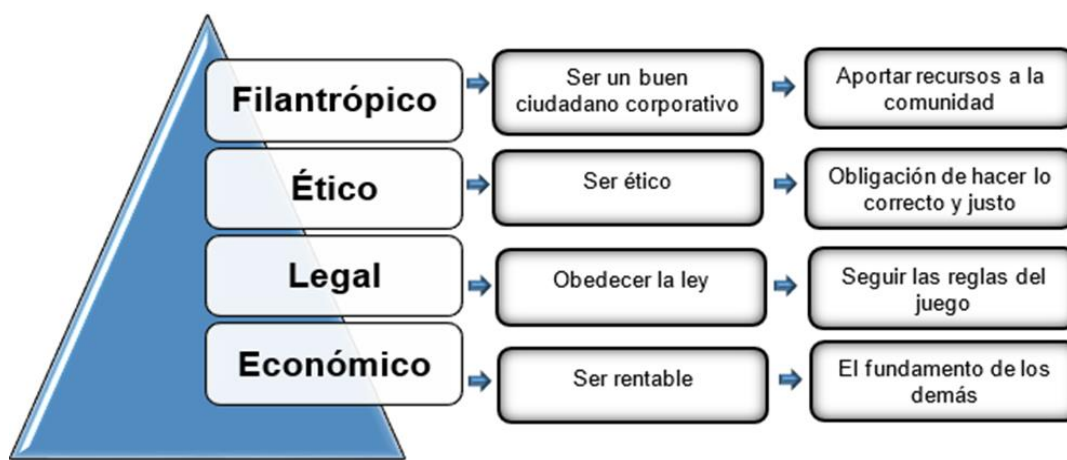 Filantrópico
Ser un buen
ciudadano corporativo
Aportar recursos a la
comunidad
Ético
Ser ético
Obligación de hacer lo
correcto y justo
Legal
Obedecer la ley
Seguir las reglas del
juego
Económico
Ser rentable
El fundamento de los
demás